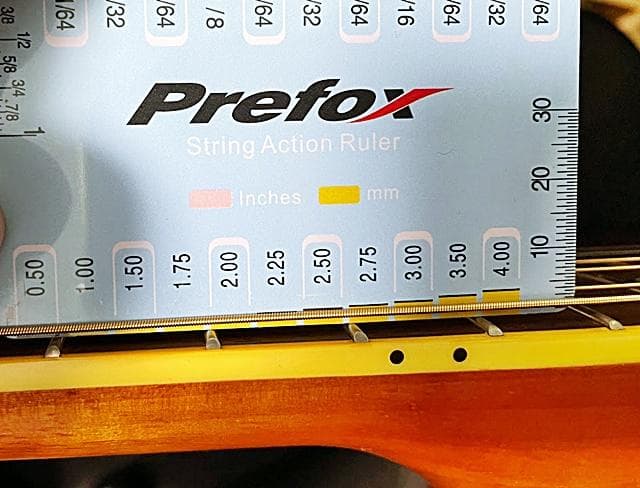 /64 /32 /64 /8 /64 /32 /64 /16 /64 /32 /64
3/8 1/2 5/8 3/4 7/8 1
Prefox
String Action Ruler
Inches mm
30
20
10
0.50 1.00 1.50 1.75 2.00 2.25 2.50 2.75 3.00 3.50 4.00